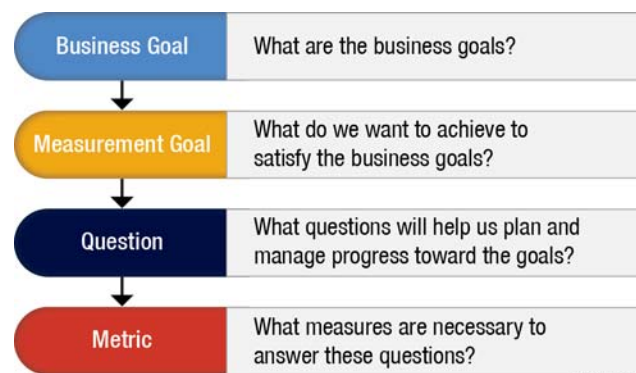 Business Goal
What are the business goals?
Measurement Goal
What do we want to achieve to
satisfy the business goals?
Question
What questions will help us plan and
manage progress toward the goals?
Metric
What measures are necessary to
answer these questions?